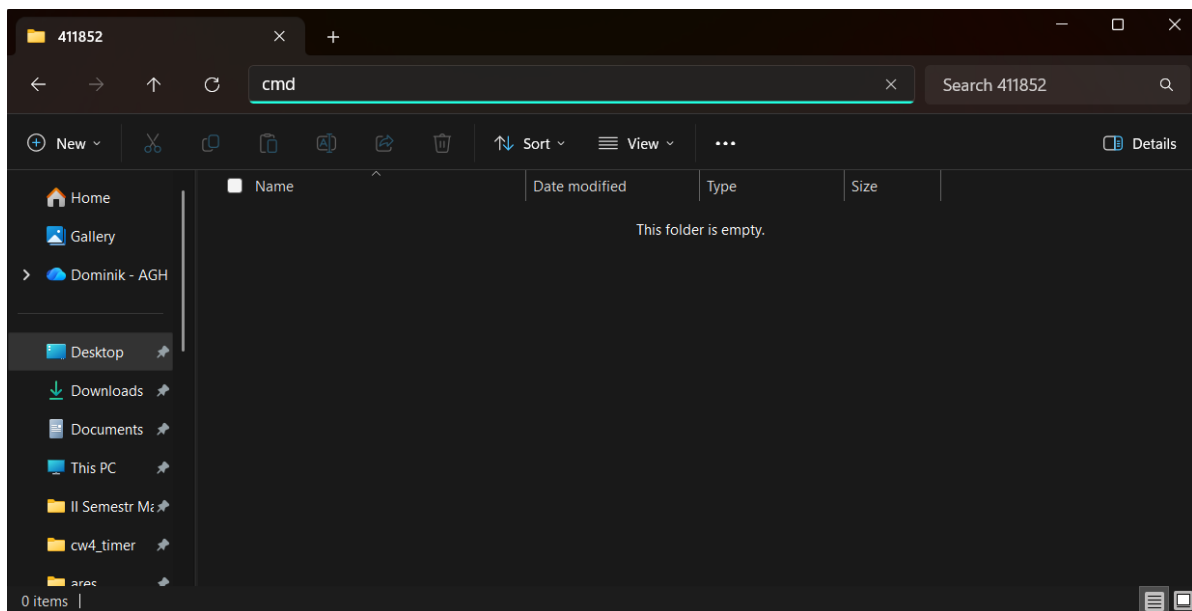 411852
cmd
Search 411852
New
Sort
View
Details
Name Date modified Type Size
This folder is empty.
Home
Gallery
Dominik - AGH
Desktop
Downloads
Documents
This PC
II Semestr Ma
cw4_timer
ares
0 items